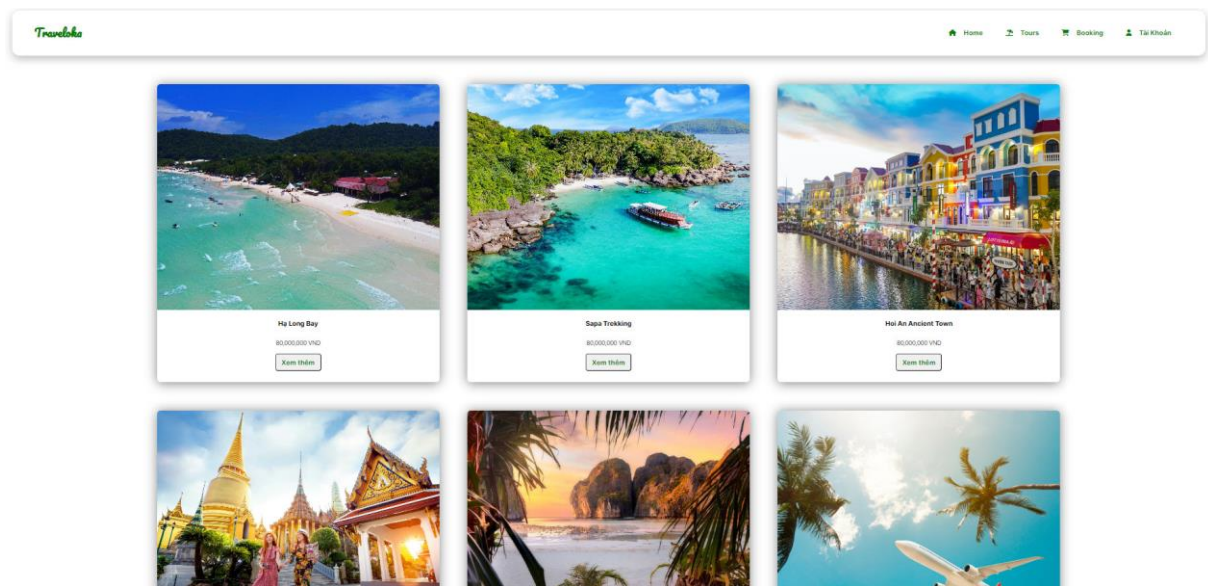 Traveloka
Home
Tours
Booking
Tài Khoản
Hạ Long Bay
80,000,000 VND
Xem thêm
Sapa Trekking
80,000,000 VND
Xem thêm
Hoi An Ancient Town
80,000,000 VND
Xem thêm